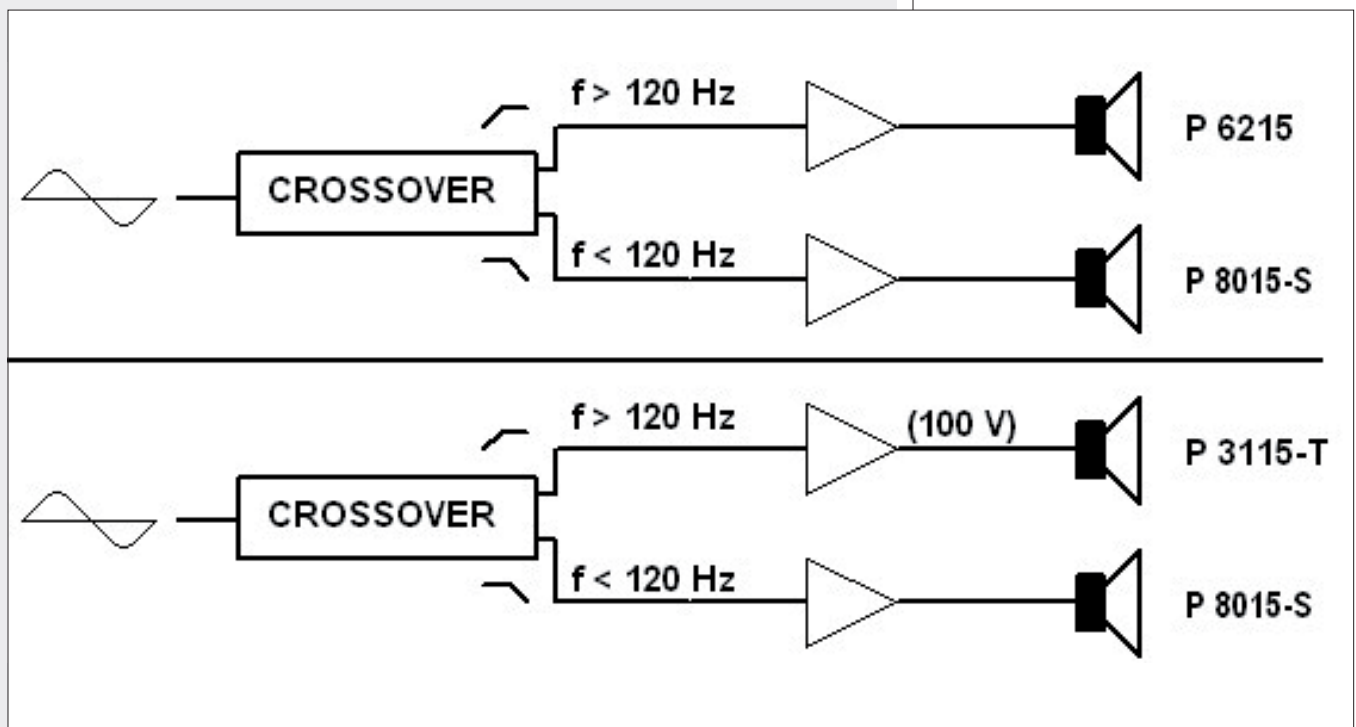 f > 120 Hz
P 6215
CROSSOVER
f < 120 Hz
P 8015-S
f > 120 Hz
(100 V)
P 3115-T
CROSSOVER
f < 120 Hz
P 8015-S